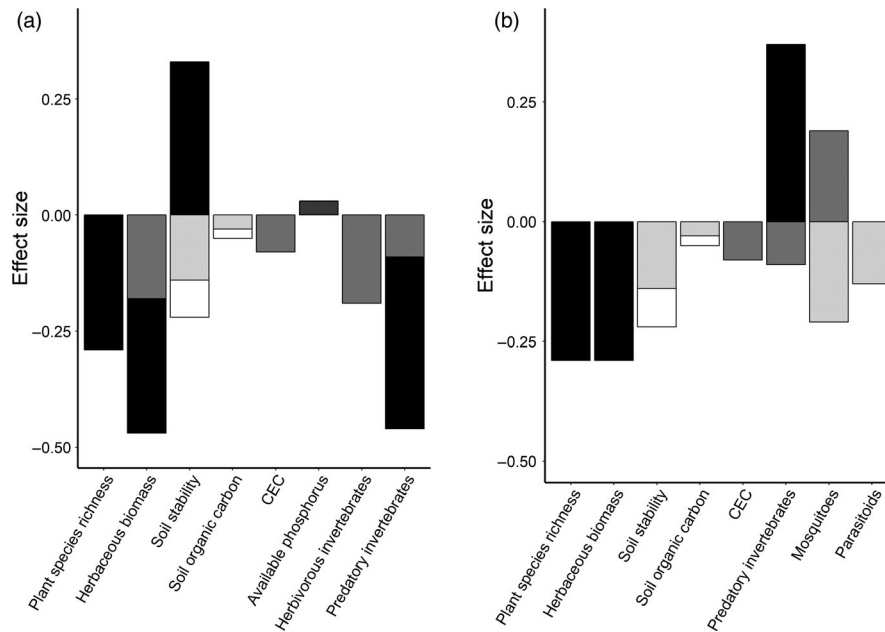 (a)
0.25
0.00
−0.25
−0.50
Effect size
Plant species richness
Herbaceous biomass
Soil stability
Soil organic carbon
CEC
Available phosphorus
Herbivorous invertebrates
Predatory invertebrates
(b)
0.25
0.00
−0.25
−0.50
Effect size
Plant species richness
Herbaceous biomass
Soil stability
Soil organic carbon
CEC
Predatory invertebrates
Mosquitoes
Parasitoids